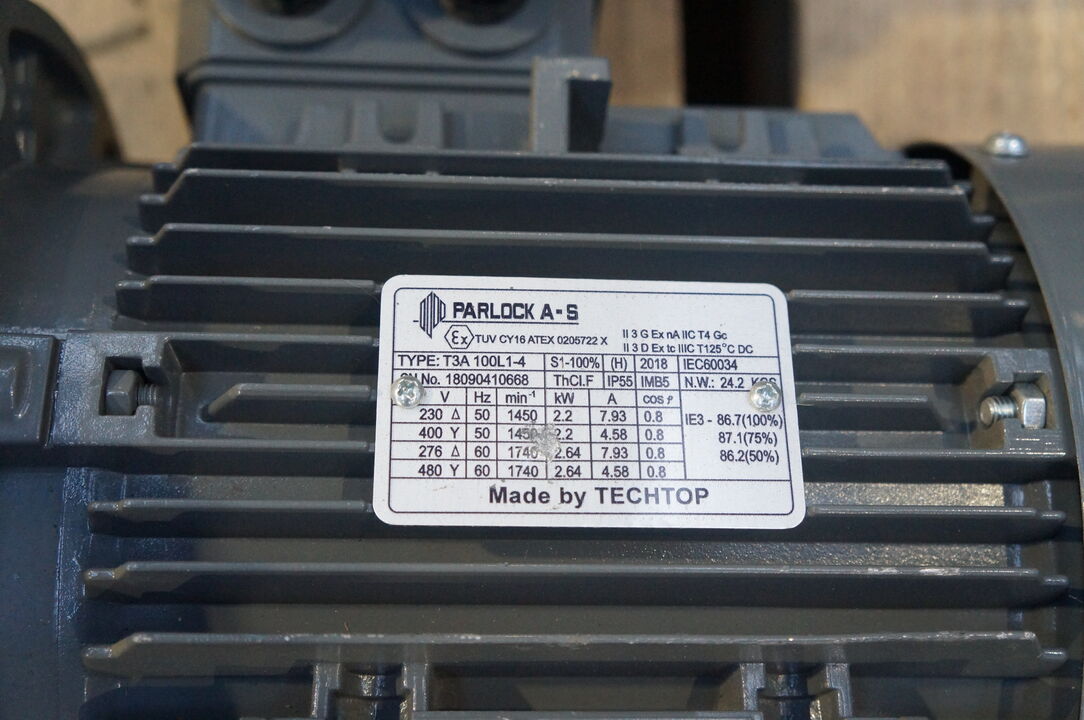 PARLOCK A-S
Ex TUV CY16 ATEX 0205722 X
II 3 G Ex nA IIC T4 Gc
II 3 D Ex tc IIIC T125°C DC
TYPE: T3A 100L1-4 S1-100% (H) 2018 IEC60034
No. 18090410668 ThCl.F IP55 IMB5 N.W.: 24.2 KGS
V Hz min⁻¹ kW A cos φ
230 Δ 50 1450 2.2 7.93 0.8 IE3 - 86.7(100%)
400 Y 50 1450 2.2 4.58 0.8 87.1(75%)
276 Δ 60 1740 2.64 7.93 0.8 86.2(50%)
480 Y 60 1740 2.64 4.58 0.8
Made by TECHTOP